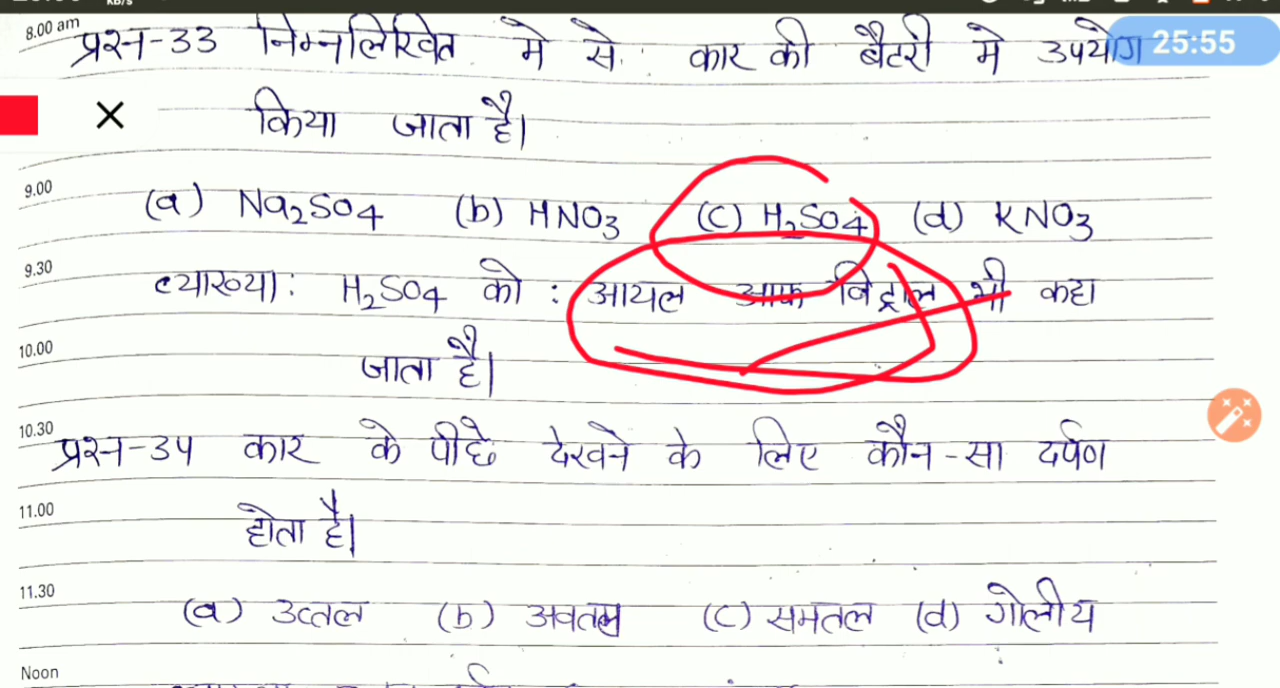 KB/s
8.00 am प्रश्न-33 निम्नलिखित में से कार की बैटरी मे उपयोग 25:55
किया जाता है।
9.00 (a) Na2SO4 (b) HNO3 (c) H2SO4 (d) KNO3
9.30 व्याख्या: H2SO4 को : आयल आफ विट्रोल भी कहा
10.00 जाता है।
10.30 प्रश्न-34 कार के पीछे देखने के लिए कौन-सा दर्पण
11.00 होता है।
11.30 (a) उत्तल (b) अवतल (c) समतल (d) गोलीय
Noon